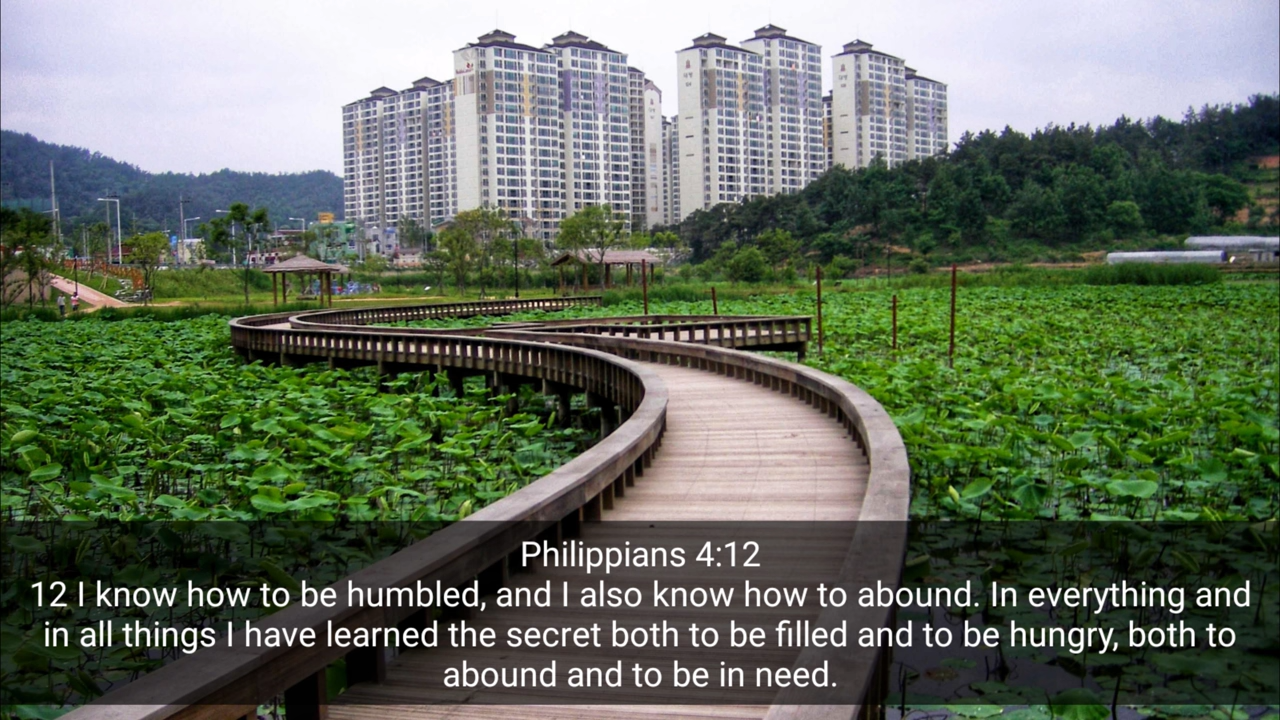 Philippians 4:12
12 I know how to be humbled, and I also know how to abound. In everything and
in all things I have learned the secret both to be filled and to be hungry, both to
abound and to be in need.